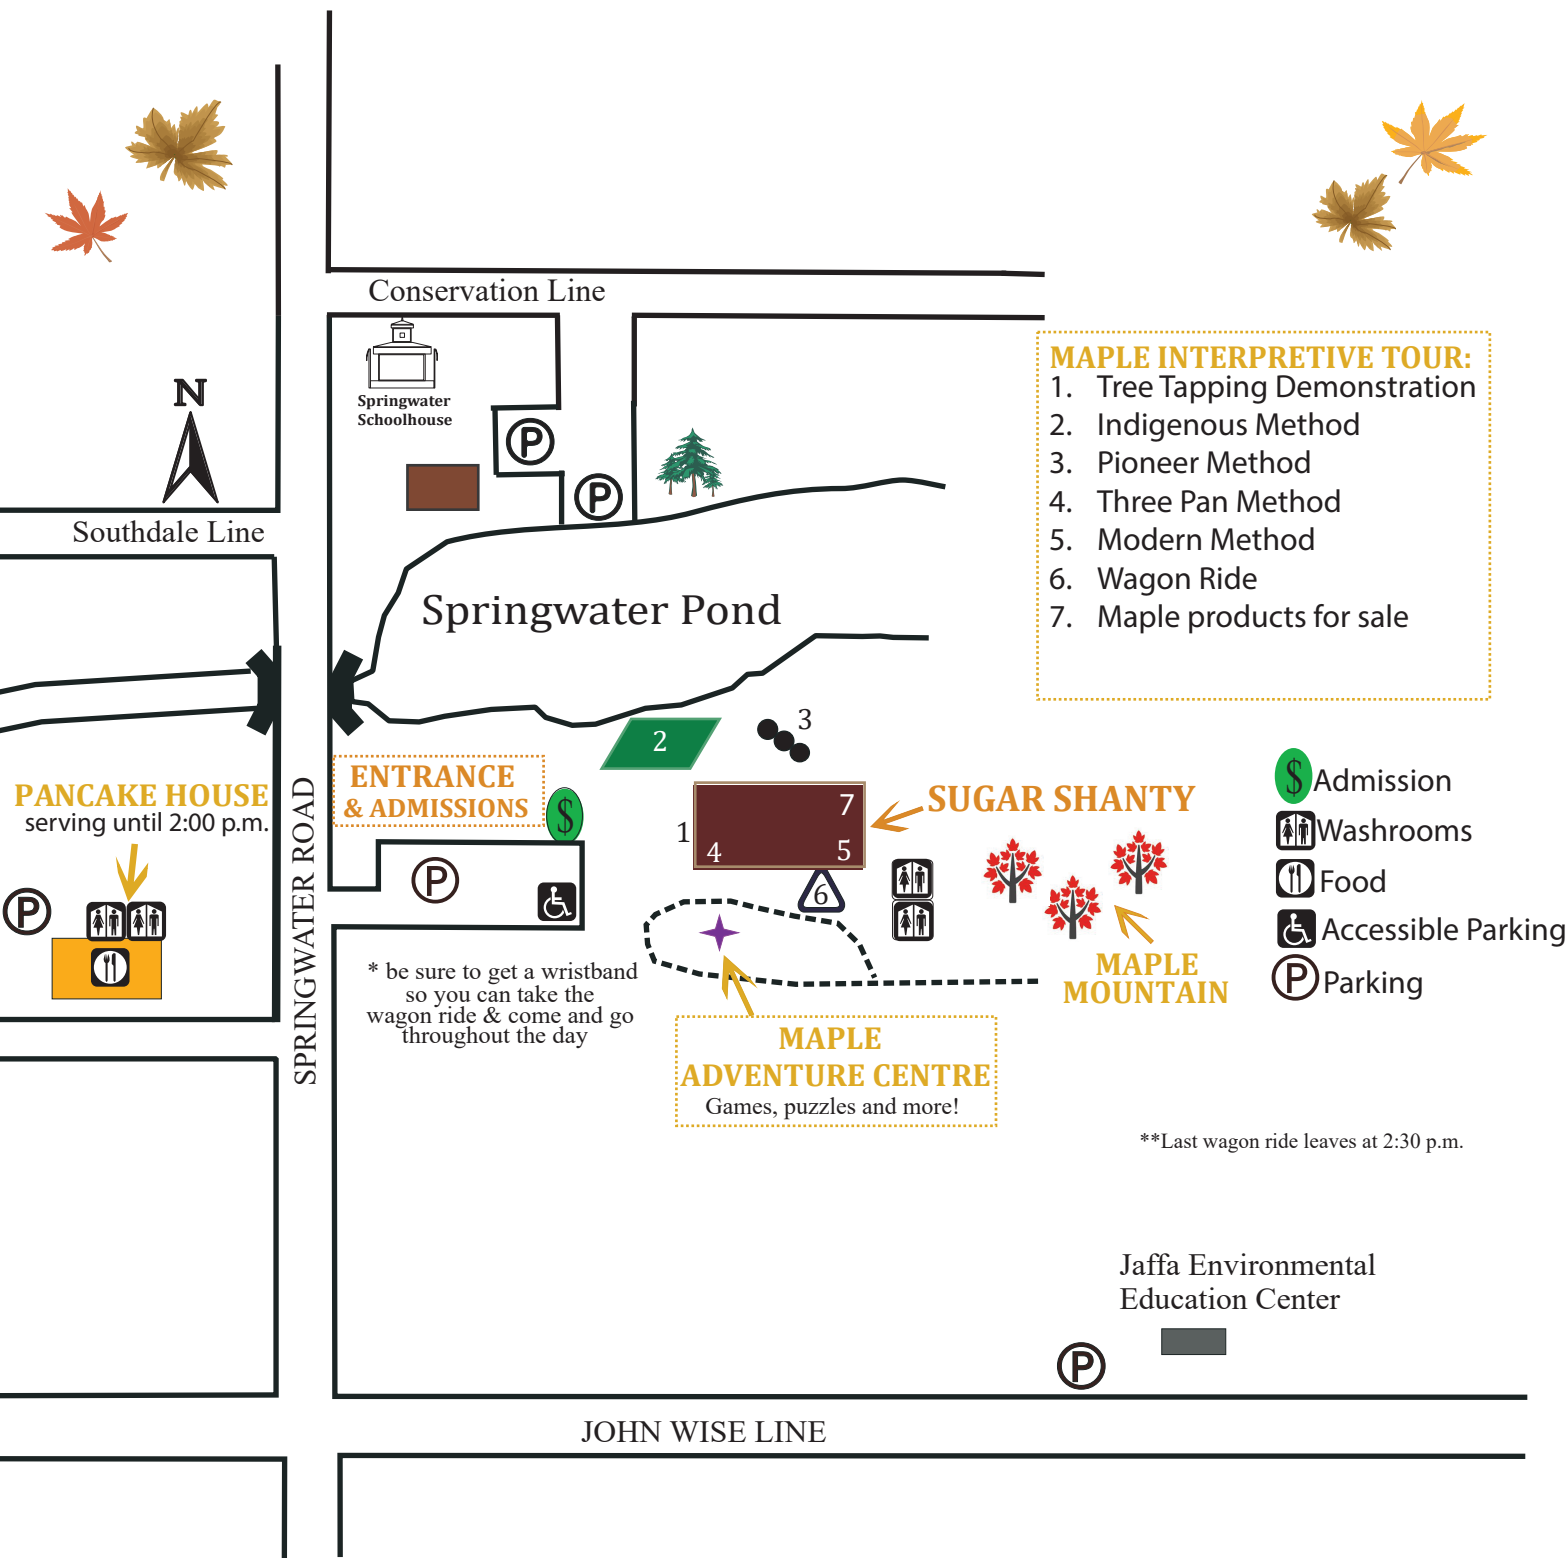 Conservation Line
Springwater
Schoolhouse
P
P
N
Southdale Line
Springwater Pond
MAPLE INTERPRETIVE TOUR:
1. Tree Tapping Demonstration
2. Indigenous Method
3. Pioneer Method
4. Three Pan Method
5. Modern Method
6. Wagon Ride
7. Maple products for sale
2
3
PANCAKE HOUSE
serving until 2:00 p.m.
P
SPRINGWATER ROAD
ENTRANCE
& ADMISSIONS
$
P
1
7
4
5
6
SUGAR SHANTY
MAPLE
MOUNTAIN
$ Admission
Washrooms
Food
Accessible Parking
P Parking
* be sure to get a wristband
so you can take the
wagon ride & come and go
throughout the day
MAPLE
ADVENTURE CENTRE
Games, puzzles and more!
**Last wagon ride leaves at 2:30 p.m.
Jaffa Environmental
Education Center
P
JOHN WISE LINE